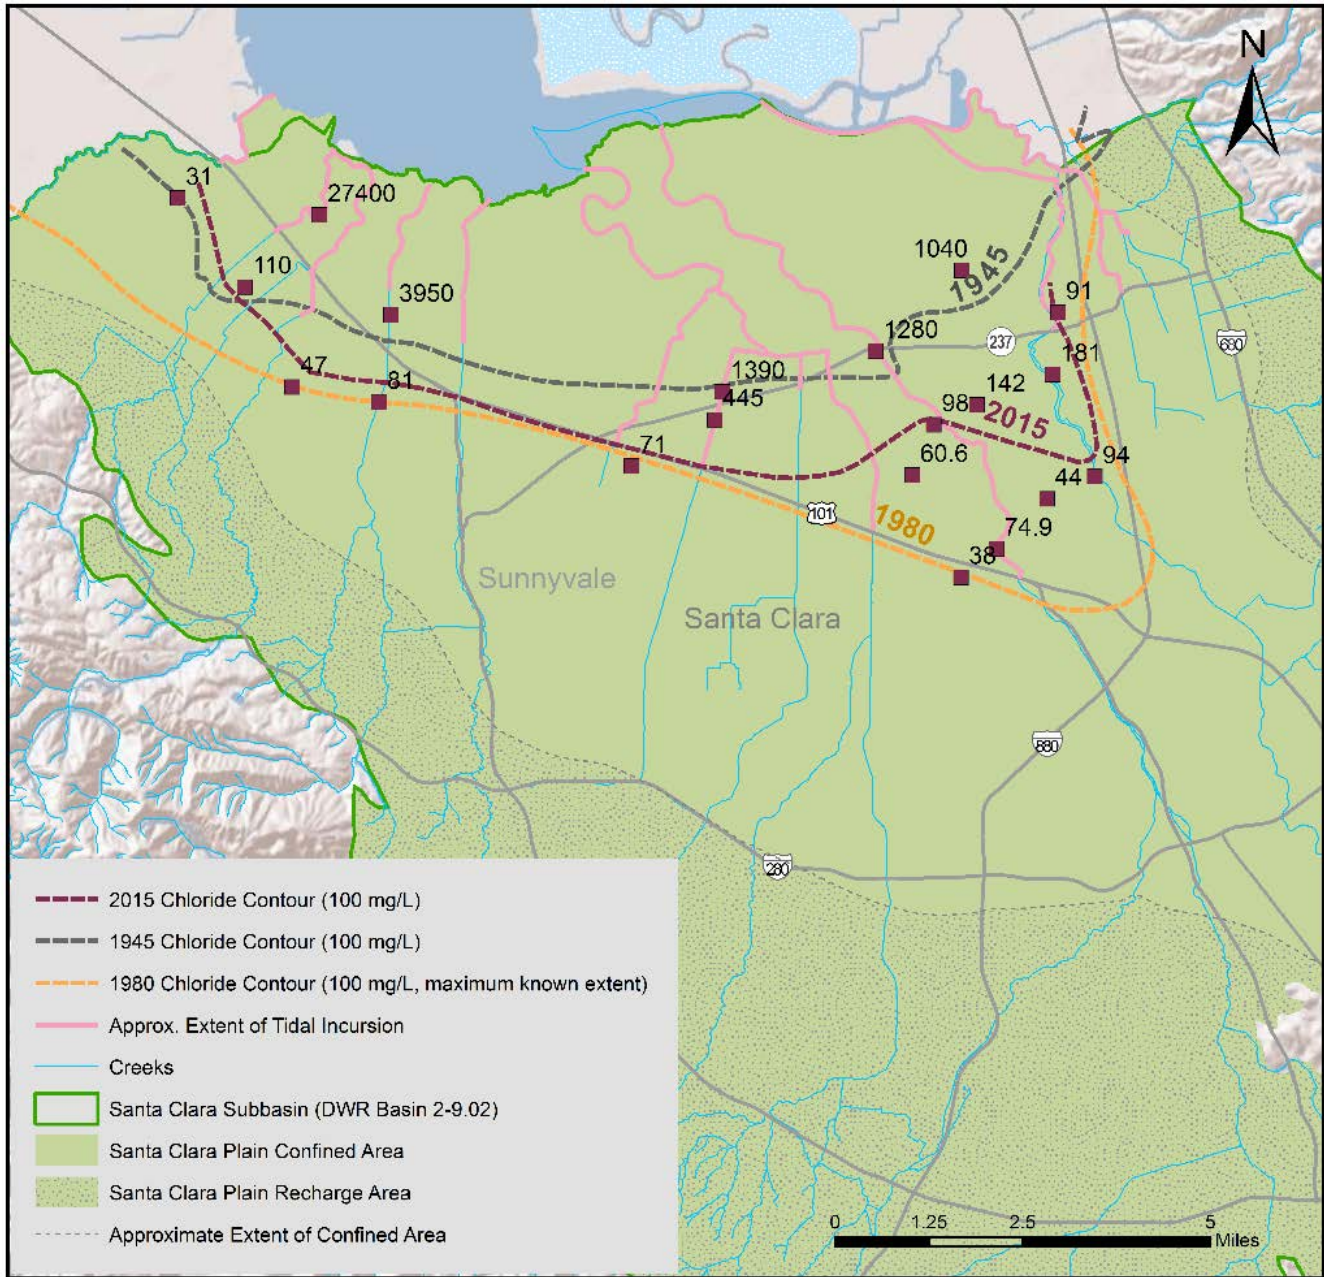 N
31
27400
110
3950
1040
1945
91
1280
237
680
181
47
81
1390
142
445
98
2015
71
60.6
94
44
101
1980
74.9
38
Sunnyvale
Santa Clara
880
280
2015 Chloride Contour (100 mg/L)
1945 Chloride Contour (100 mg/L)
1980 Chloride Contour (100 mg/L, maximum known extent)
Approx. Extent of Tidal Incursion
Creeks
Santa Clara Subbasin (DWR Basin 2-9.02)
Santa Clara Plain Confined Area
Santa Clara Plain Recharge Area
Approximate Extent of Confined Area
0 1.25 2.5 5
Miles